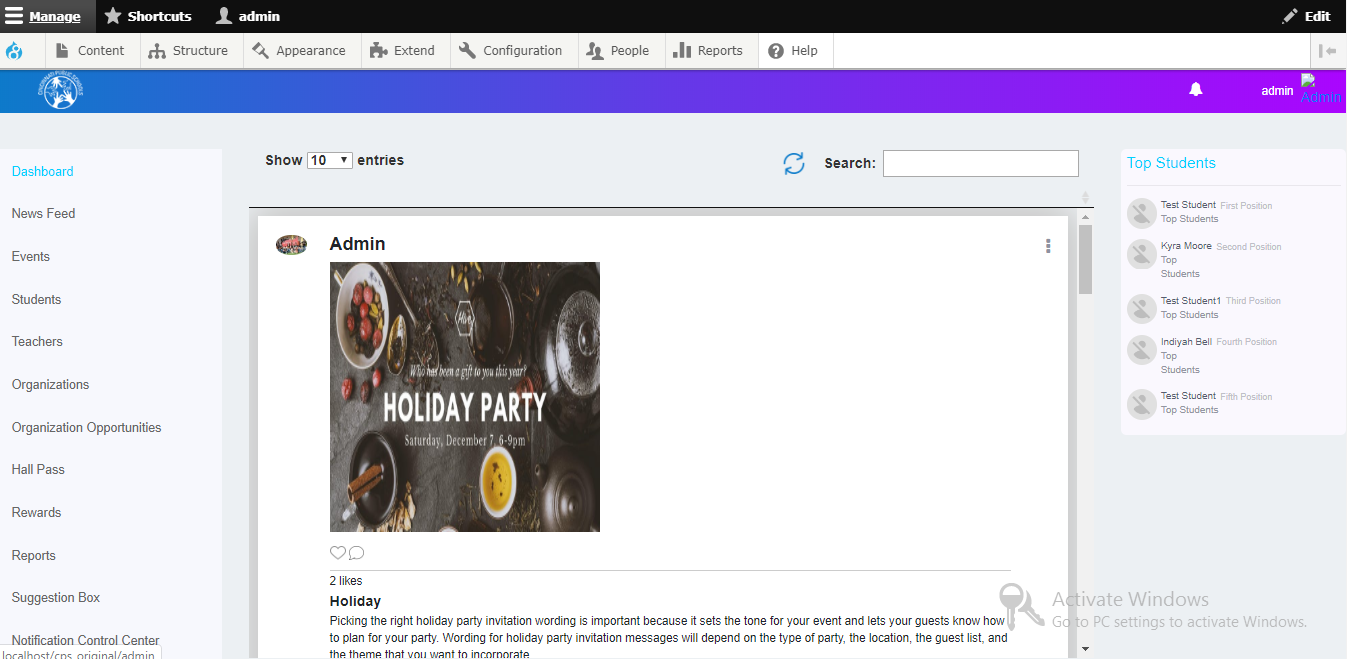 Manage Shortcuts admin Edit
Content Structure Appearance Extend Configuration People Reports Help
CINCINNATI PUBLIC SCHOOLS
admin Admin
Dashboard
News Feed
Events
Students
Teachers
Organizations
Organization Opportunities
Hall Pass
Rewards
Reports
Suggestion Box
Notification Control Center
localhost/cps_original/admin
Show 10 entries
Search:
Admin
Alive
Who has been a gift to you this year?
HOLIDAY PARTY
Saturday, December 7, 6-9pm
2 likes
Holiday
Picking the right holiday party invitation wording is important because it sets the tone for your event and lets your guests know how
to plan for your party. Wording for holiday party invitation messages will depend on the type of party, the location, the guest list, and
the theme that you want to incorporate
Top Students
Test Student First Position
Top Students
Kyra Moore Second Position
Top
Students
Test Student1 Third Position
Top Students
Indiyah Bell Fourth Position
Top
Students
Test Student Fifth Position
Top Students
Activate Windows
Go to PC settings to activate Windows.